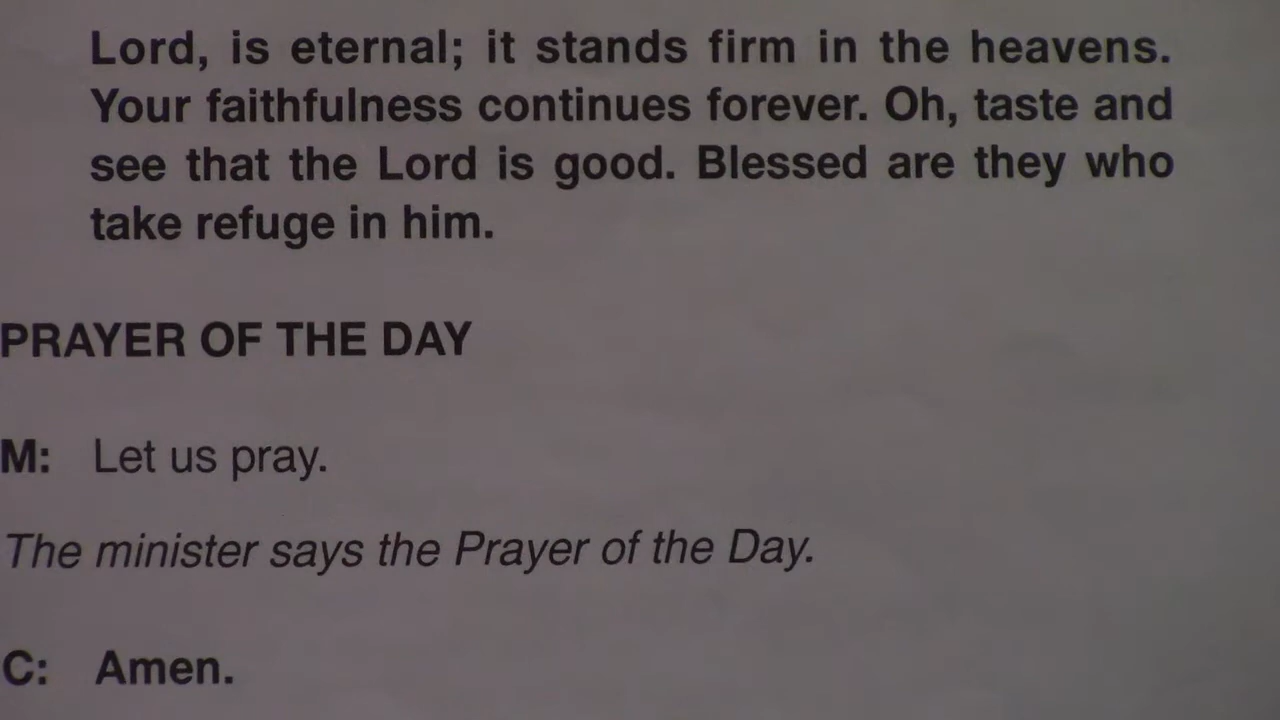 Lord, is eternal; it stands firm in the heavens.
Your faithfulness continues forever. Oh, taste and
see that the Lord is good. Blessed are they who
take refuge in him.
PRAYER OF THE DAY
M: Let us pray.
The minister says the Prayer of the Day.
C: Amen.